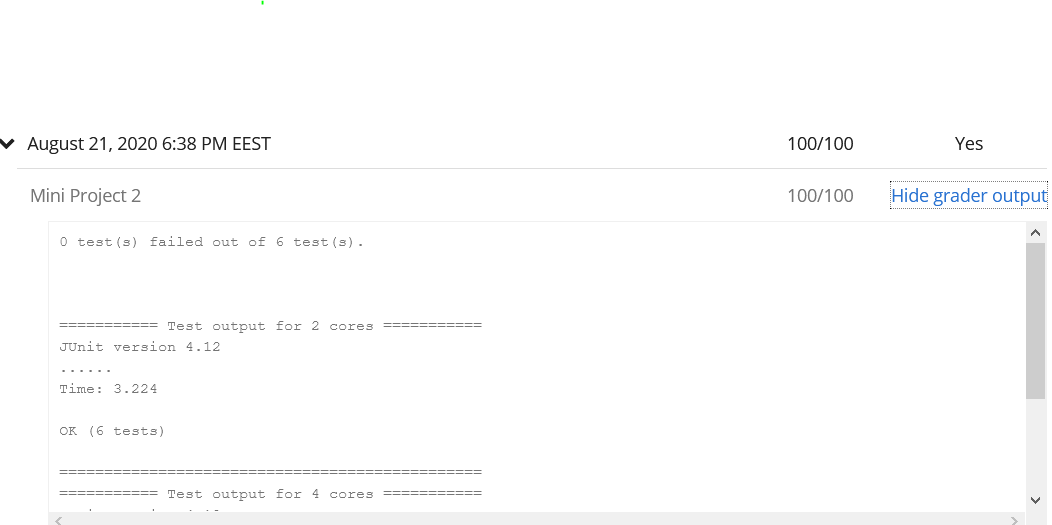 August 21, 2020 6:38 PM EEST 100/100 Yes
Mini Project 2 100/100 Hide grader output
0 test(s) failed out of 6 test(s).
=========== Test output for 2 cores ===========
JUnit version 4.12
......
Time: 3.224
OK (6 tests)
===============================================
=========== Test output for 4 cores ===========